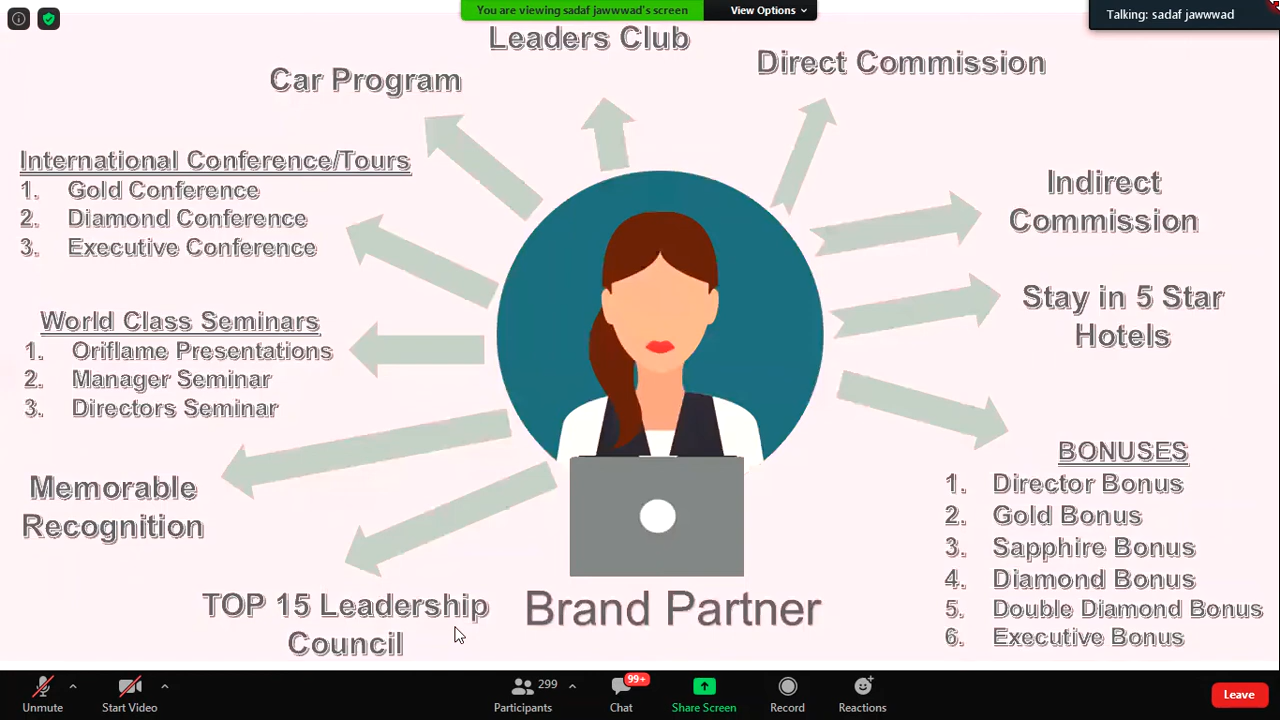 You are viewing sadaf jawwwad's screen
View Options
Talking: sadaf jawwwad
Leaders Club
Car Program
Direct Commission
International Conference/Tours
1. Gold Conference
2. Diamond Conference
3. Executive Conference
Indirect
Commission
World Class Seminars
1. Oriflame Presentations
2. Manager Seminar
3. Directors Seminar
Stay in 5 Star
Hotels
Memorable
Recognition
BONUSES
1. Director Bonus
2. Gold Bonus
3. Sapphire Bonus
4. Diamond Bonus
5. Double Diamond Bonus
6. Executive Bonus
TOP 15 Leadership
Council
Brand Partner
Unmute
Start Video
299
Participants
99+
Chat
Share Screen
Record
Reactions
Leave